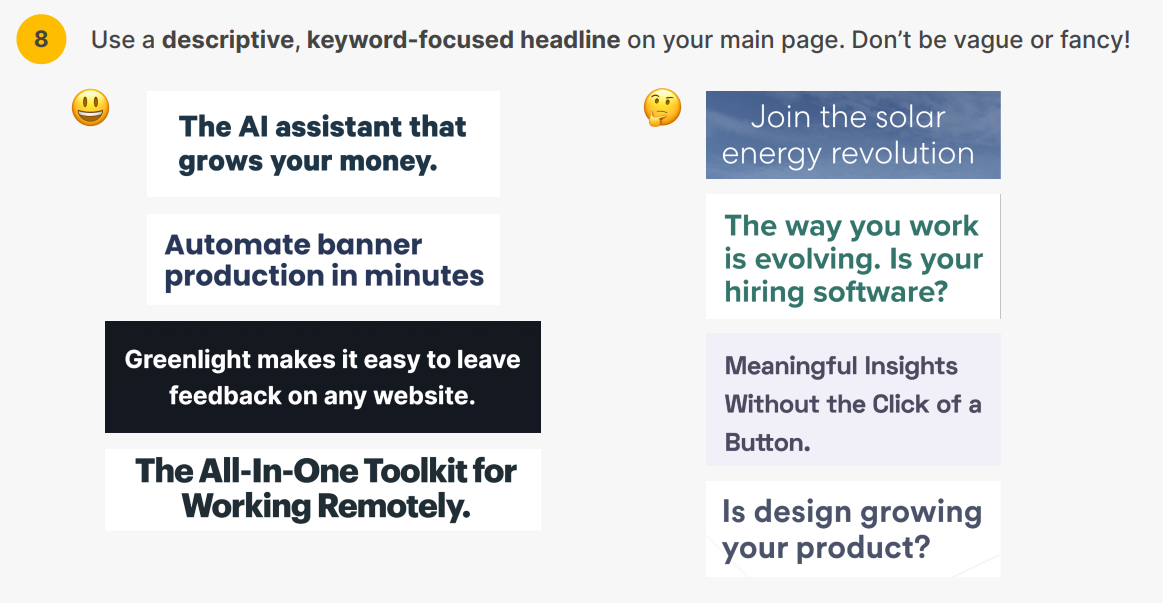 8
Use a descriptive, keyword-focused headline on your main page. Don’t be vague or fancy!
The AI assistant that
grows your money.
Automate banner
production in minutes
Greenlight makes it easy to leave
feedback on any website.
The All-In-One Toolkit for
Working Remotely.
Join the solar
energy revolution
The way you work
is evolving. Is your
hiring software?
Meaningful Insights
Without the Click of a
Button.
Is design growing
your product?